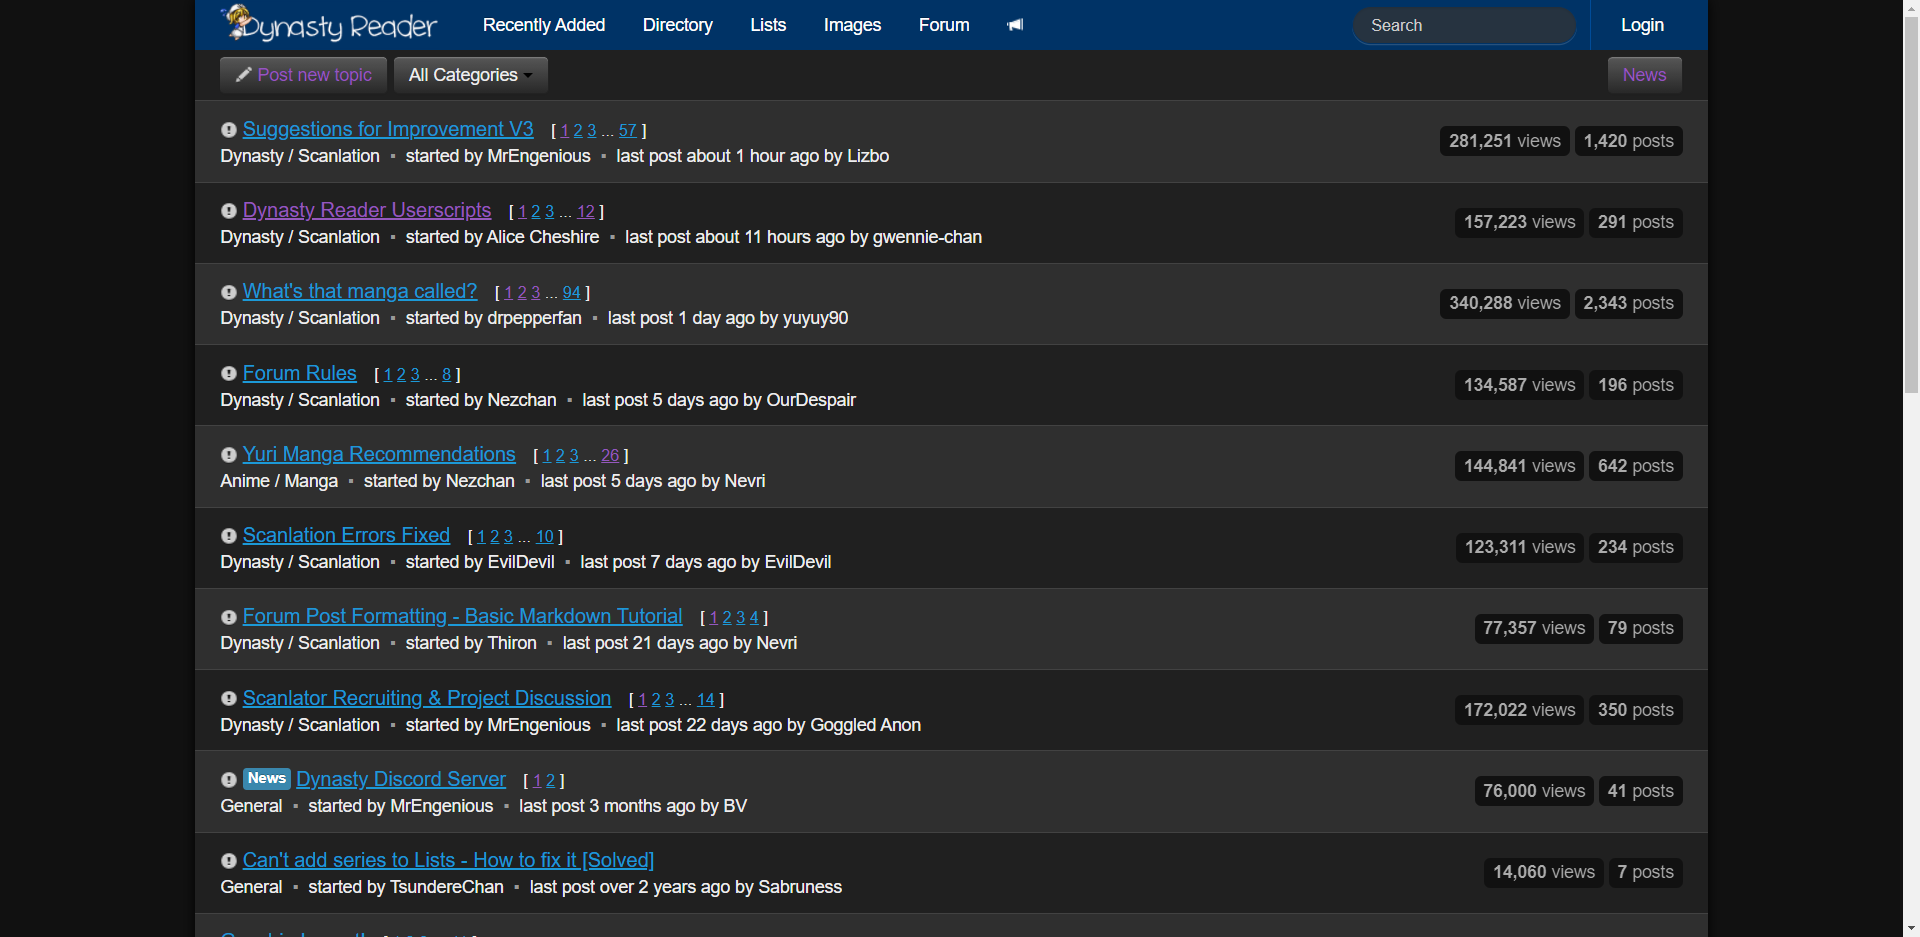 Dynasty Reader Recently Added Directory Lists Images Forum Search Login
Post new topic All Categories News
Suggestions for Improvement V3 [ 1 2 3 ... 57 ]
Dynasty / Scanlation ▪ started by MrEngenious ▪ last post about 1 hour ago by Lizbo
281,251 views 1,420 posts
Dynasty Reader Userscripts [ 1 2 3 ... 12 ]
Dynasty / Scanlation ▪ started by Alice Cheshire ▪ last post about 11 hours ago by gwennie-chan
157,223 views 291 posts
What's that manga called? [ 1 2 3 ... 94 ]
Dynasty / Scanlation ▪ started by drpepperfan ▪ last post 1 day ago by yuyuy90
340,288 views 2,343 posts
Forum Rules [ 1 2 3 ... 8 ]
Dynasty / Scanlation ▪ started by Nezchan ▪ last post 5 days ago by OurDespair
134,587 views 196 posts
Yuri Manga Recommendations [ 1 2 3 ... 26 ]
Anime / Manga ▪ started by Nezchan ▪ last post 5 days ago by Nevri
144,841 views 642 posts
Scanlation Errors Fixed [ 1 2 3 ... 10 ]
Dynasty / Scanlation ▪ started by EvilDevil ▪ last post 7 days ago by EvilDevil
123,311 views 234 posts
Forum Post Formatting - Basic Markdown Tutorial [ 1 2 3 4 ]
Dynasty / Scanlation ▪ started by Thiron ▪ last post 21 days ago by Nevri
77,357 views 79 posts
Scanlator Recruiting & Project Discussion [ 1 2 3 ... 14 ]
Dynasty / Scanlation ▪ started by MrEngenious ▪ last post 22 days ago by Goggled Anon
172,022 views 350 posts
News Dynasty Discord Server [ 1 2 ]
General ▪ started by MrEngenious ▪ last post 3 months ago by BV
76,000 views 41 posts
Can't add series to Lists - How to fix it [Solved]
General ▪ started by TsundereChan ▪ last post over 2 years ago by Sabruness
14,060 views 7 posts